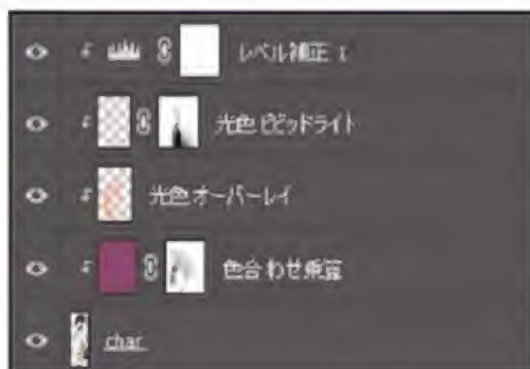 レベル補正 1
光色 ビビッドライト
光色 オーバーレイ
色合わせ乗算
char